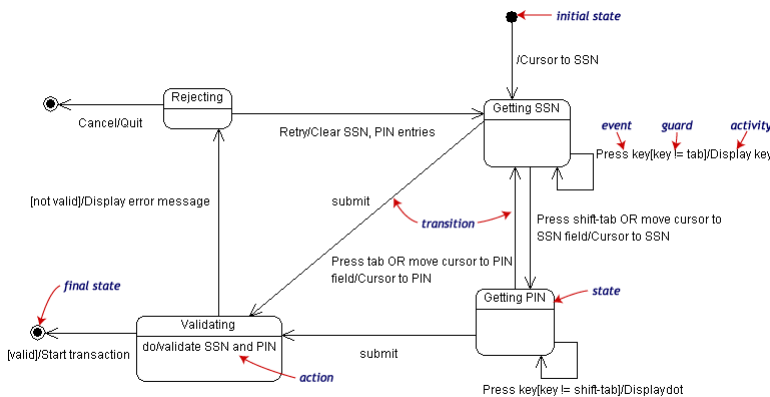 initial state
/Cursor to SSN
Rejecting
Getting SSN
Cancel/Quit
Retry/Clear SSN, PIN entries
event
guard
activity
Press key[key != tab]/Display key
[not valid]/Display error message
submit
transition
Press shift-tab OR move cursor to
SSN field/Cursor to SSN
Press tab OR move cursor to PIN
field/Cursor to PIN
final state
Getting PIN
state
Validating
do/validate SSN and PIN
[valid]/Start transaction
submit
action
Press key[key != shift-tab]/Displaydot